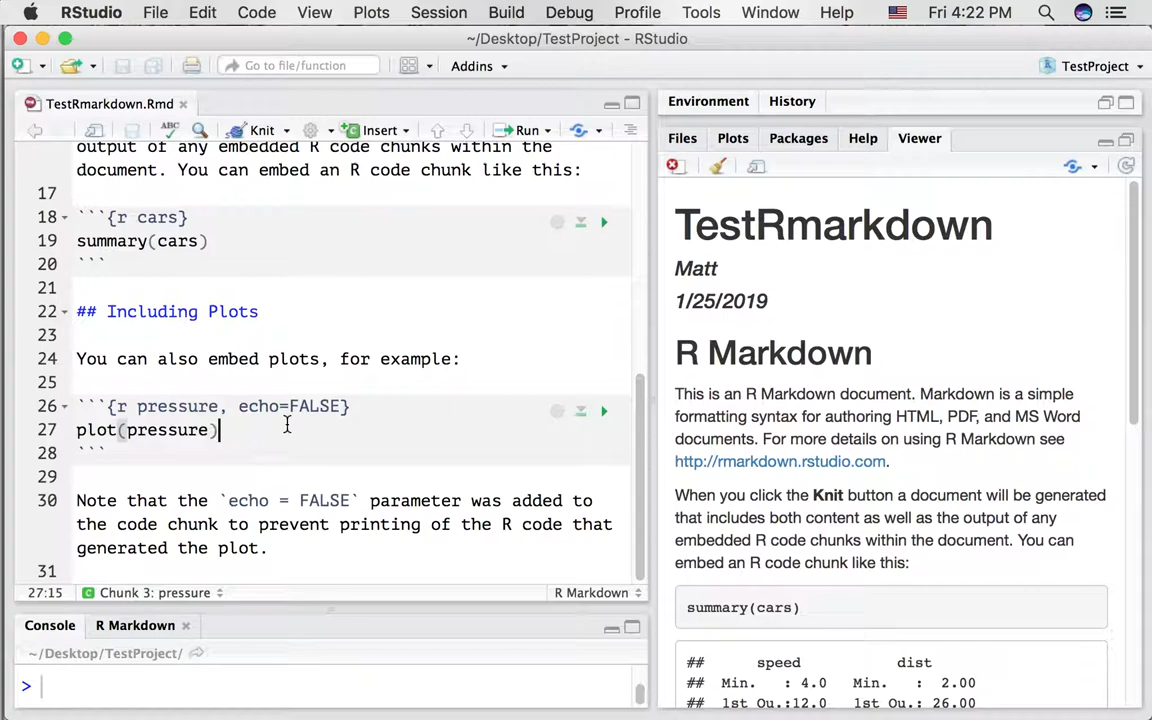 RStudio File Edit Code View Plots Session Build Debug Profile Tools Window Help Fri 4:22 PM
~/Desktop/TestProject - RStudio
Go to file/function Addins TestProject
TestRmarkdown.Rmd
Knit Insert Run
output of any embedded R code chunks within the
document. You can embed an R code chunk like this:
17
18 ```{r cars}
19 summary(cars)
20 ```
21
22 ## Including Plots
23
24 You can also embed plots, for example:
25
26 ```{r pressure, echo=FALSE}
27 plot(pressure)
28 ```
29
30 Note that the `echo = FALSE` parameter was added to
the code chunk to prevent printing of the R code that
generated the plot.
31
27:15 Chunk 3: pressure R Markdown
Console R Markdown
~/Desktop/TestProject/
>
Environment History
Files Plots Packages Help Viewer
TestRmarkdown
Matt
1/25/2019
R Markdown
This is an R Markdown document. Markdown is a simple
formatting syntax for authoring HTML, PDF, and MS Word
documents. For more details on using R Markdown see
http://rmarkdown.rstudio.com.
When you click the Knit button a document will be generated
that includes both content as well as the output of any
embedded R code chunks within the document. You can
embed an R code chunk like this:
summary(cars)
## speed dist
## Min. : 4.0 Min. : 2.00
## 1st Qu.:12.0 1st Qu.: 26.00